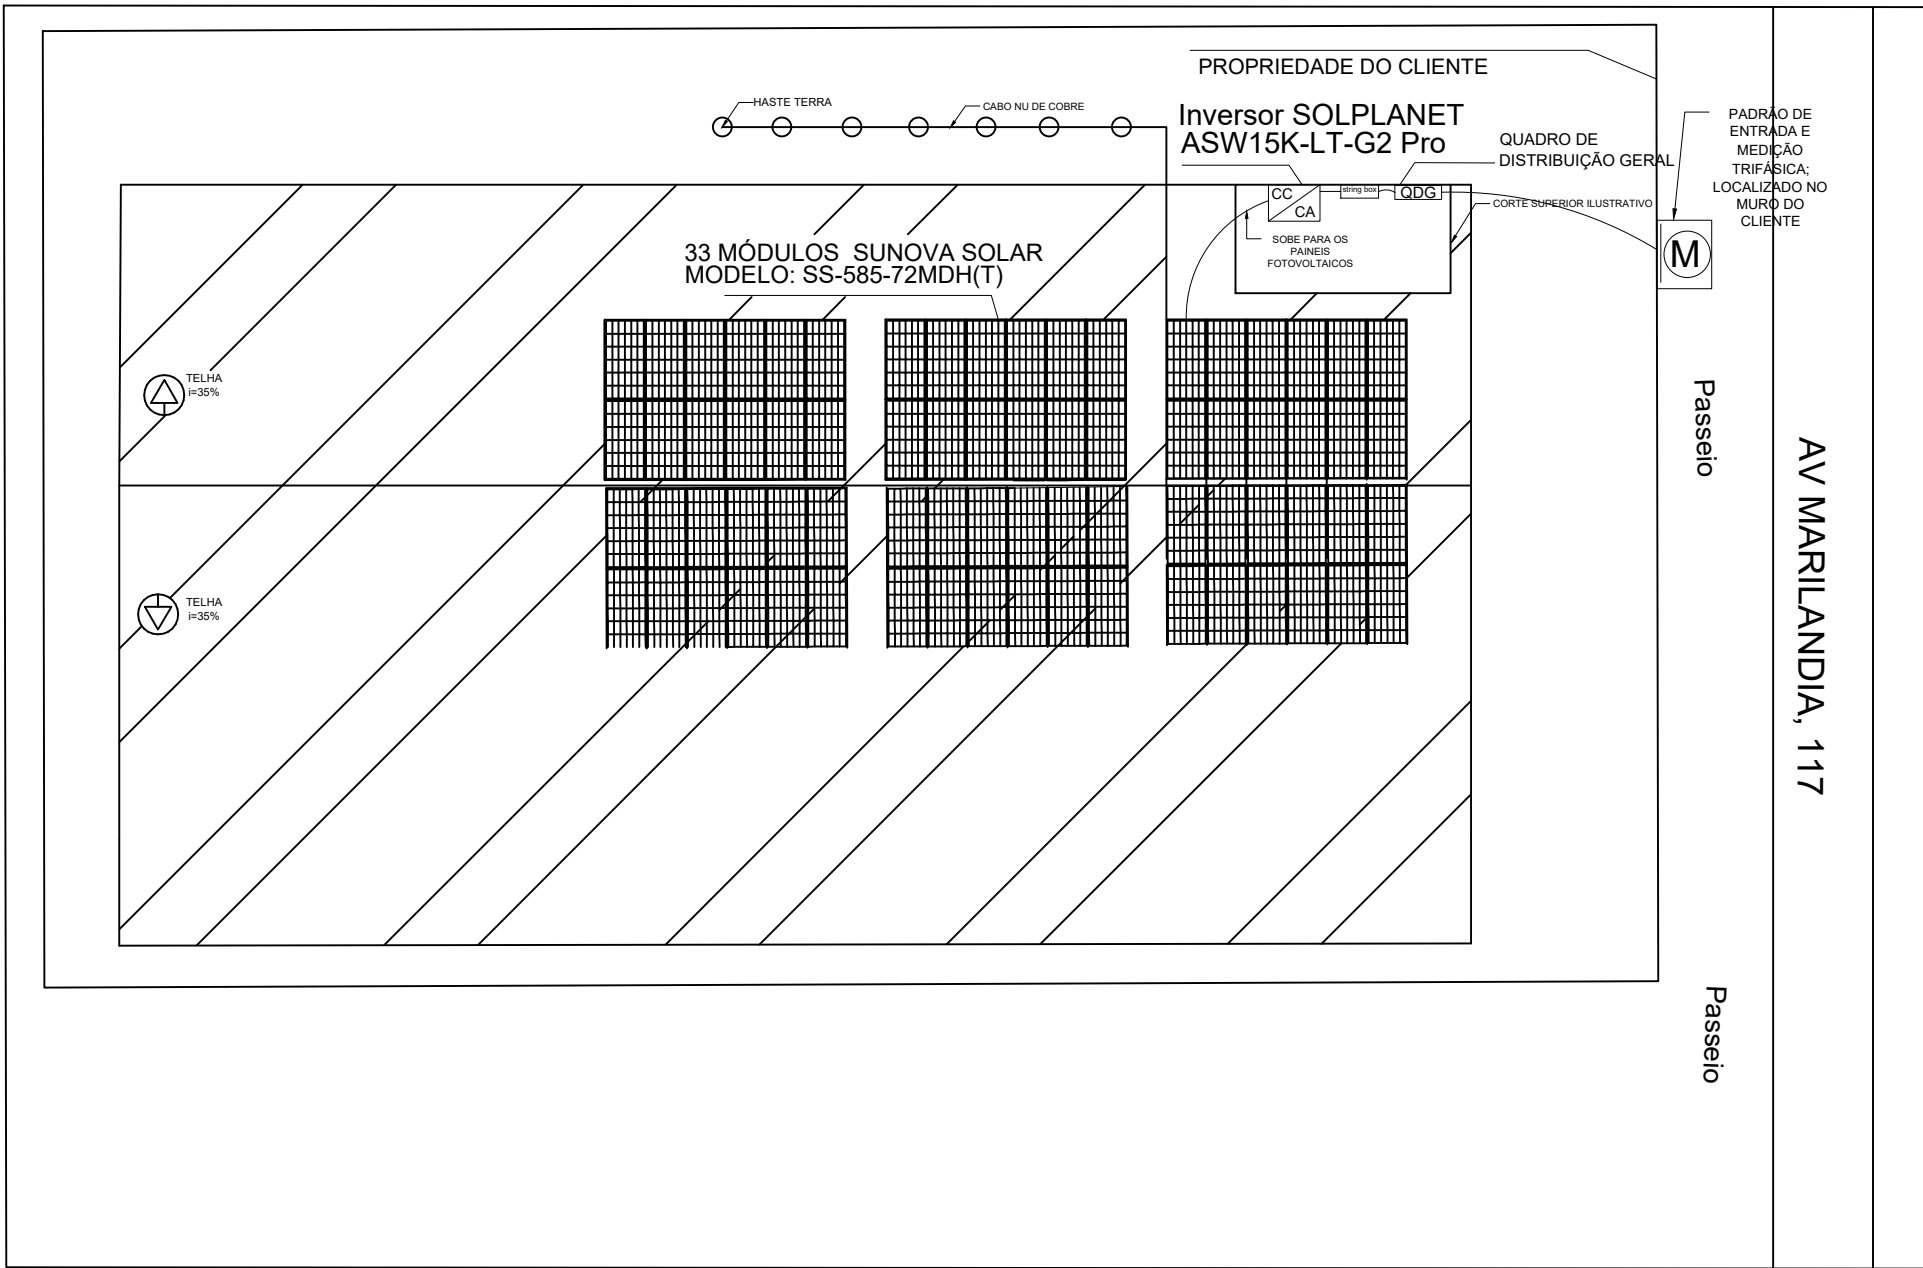 PROPRIEDADE DO CLIENTE
HASTE TERRA
CABO NU DE COBRE
Inversor SOLPLANET
ASW15K-LT-G2 Pro
QUADRO DE
DISTRIBUIÇÃO GERAL
PADRÃO DE
ENTRADA E
MEDIÇÃO
TRIFÁSICA;
LOCALIZADO NO
MURO DO
CLIENTE
CC
CA
string box
QDG
CORTE SUPERIOR ILUSTRATIVO
SOBE PARA OS
PAINEIS
FOTOVOLTAICOS
M
33 MÓDULOS SUNOVA SOLAR
MODELO: SS-585-72MDH(T)
TELHA
i=35%
TELHA
i=35%
Passeio
AV MARILANDIA, 117
Passeio